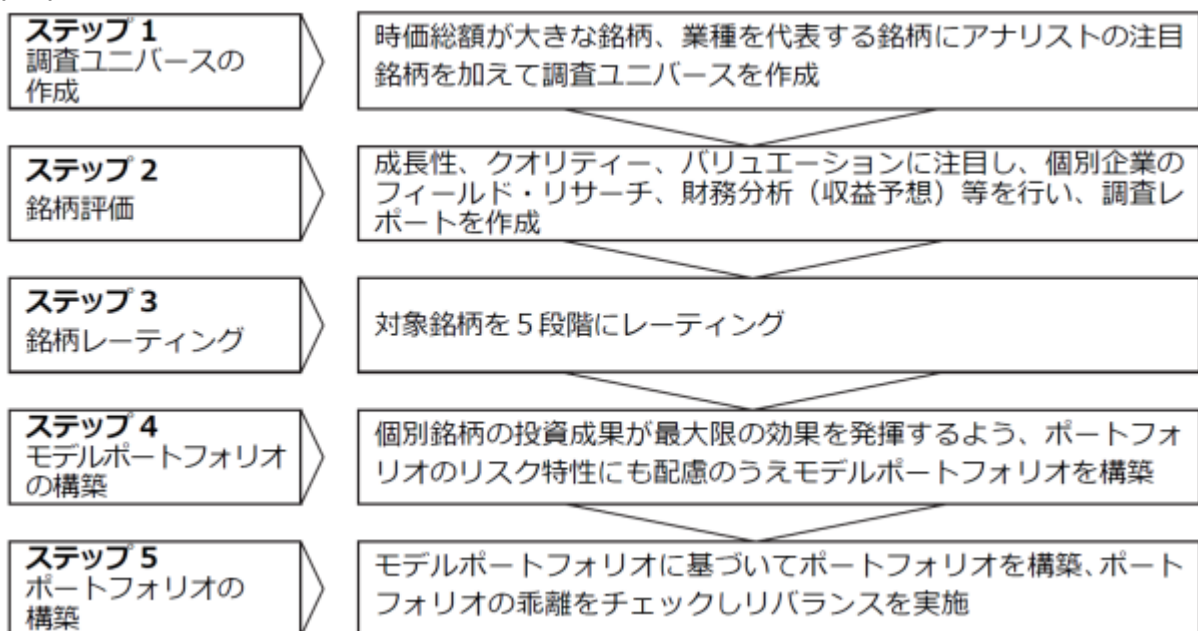 ステップ 1
調査ユニバースの
作成
時価総額が大きな銘柄、業種を代表する銘柄にアナリストの注目
銘柄を加えて調査ユニバースを作成
ステップ 2
銘柄評価
成長性、クオリティー、バリュエーションに注目し、個別企業の
フィールド・リサーチ、財務分析（収益予想）等を行い、調査レ
ポートを作成
ステップ 3
銘柄レーティング
対象銘柄を５段階にレーティング
ステップ 4
モデルポートフォリオ
の構築
個別銘柄の投資成果が最大限の効果を発揮するよう、ポートフォ
リオのリスク特性にも配慮のうえモデルポートフォリオを構築
ステップ 5
ポートフォリオの
構築
モデルポートフォリオに基づいてポートフォリオを構築、ポート
フォリオの乖離をチェックしリバランスを実施